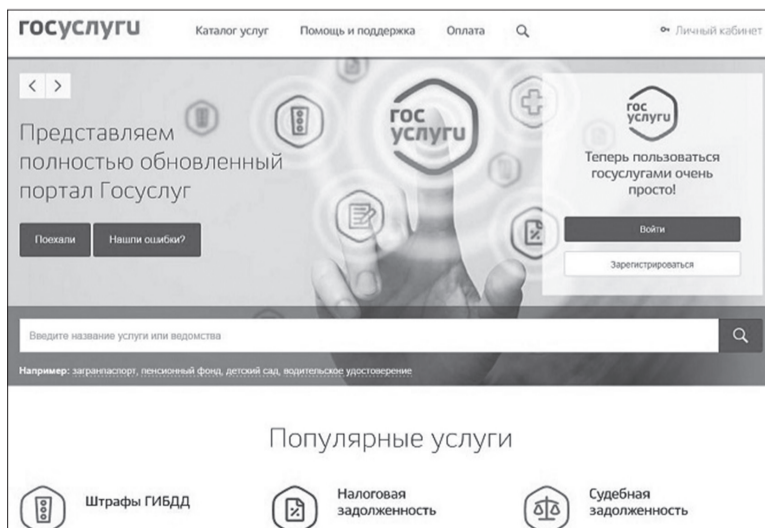 госуслуги
Каталог услуг Помощь и поддержка Оплата Личный кабинет
Представляем
полностью обновленный
портал Госуслуг
Поехали Нашли ошибки?
гос
услуги
гос
услуги
Теперь пользоваться
госуслугами очень
просто!
Войти
Зарегистрироваться
Введите название услуги или ведомства
Например: загранпаспорт, пенсионный фонд, детский сад, водительское удостоверение
Популярные услуги
Штрафы ГИБДД
Налоговая
задолженность
Судебная
задолженность